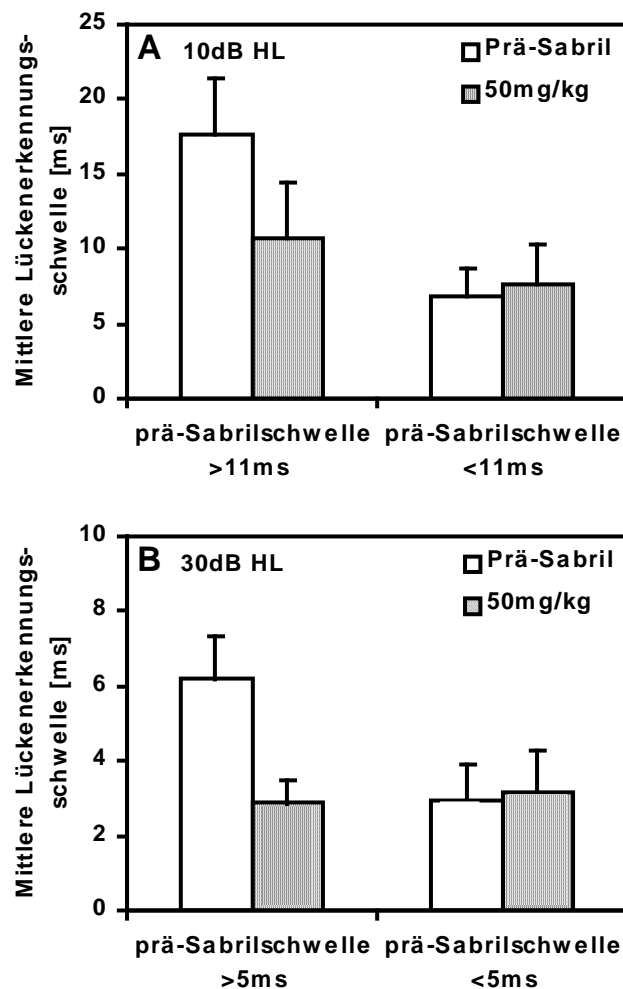 Mittlere Lückenerkennungs-
schwelle [ms]
25
20
15
10
5
0
A 10dB HL
Prä-Sabril
50mg/kg
prä-Sabrilschwelle
>11ms
prä-Sabrilschwelle
<11ms
Mittlere Lückenerkennungs-
schwelle [ms]
10
8
6
4
2
0
B 30dB HL
Prä-Sabril
50mg/kg
prä-Sabrilschwelle
>5ms
prä-Sabrilschwelle
<5ms